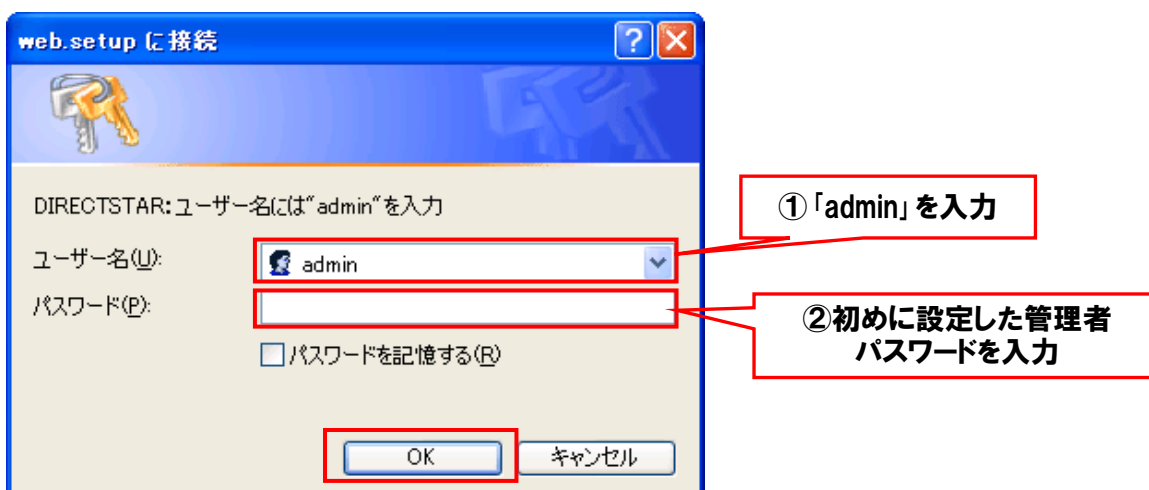 web.setup に接続
DIRECTSTAR: ユーザー名には"admin"を入力
ユーザー名(U):
admin
パスワード(P):
パスワードを記憶する(R)
OK
キャンセル
①「admin」を入力
②初めに設定した管理者
パスワードを入力